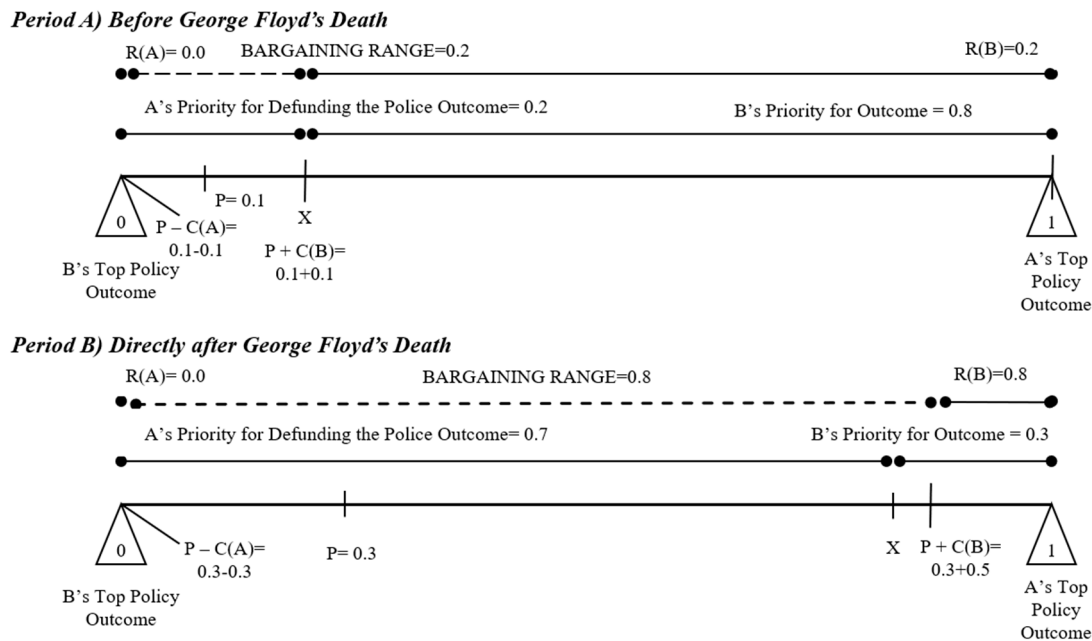 Period A) Before George Floyd's Death
R(A)= 0.0
BARGAINING RANGE=0.2
R(B)=0.2
A's Priority for Defunding the Police Outcome= 0.2
B's Priority for Outcome = 0.8
P= 0.1
0
P – C(A)=
0.1-0.1
X
P + C(B)=
0.1+0.1
1
B's Top Policy
Outcome
A's Top
Policy
Outcome
Period B) Directly after George Floyd's Death
R(A)= 0.0
BARGAINING RANGE=0.8
R(B)=0.8
A's Priority for Defunding the Police Outcome= 0.7
B's Priority for Outcome = 0.3
0
P – C(A)=
0.3-0.3
P= 0.3
X
P + C(B)=
0.3+0.5
1
B's Top Policy
Outcome
A's Top
Policy
Outcome